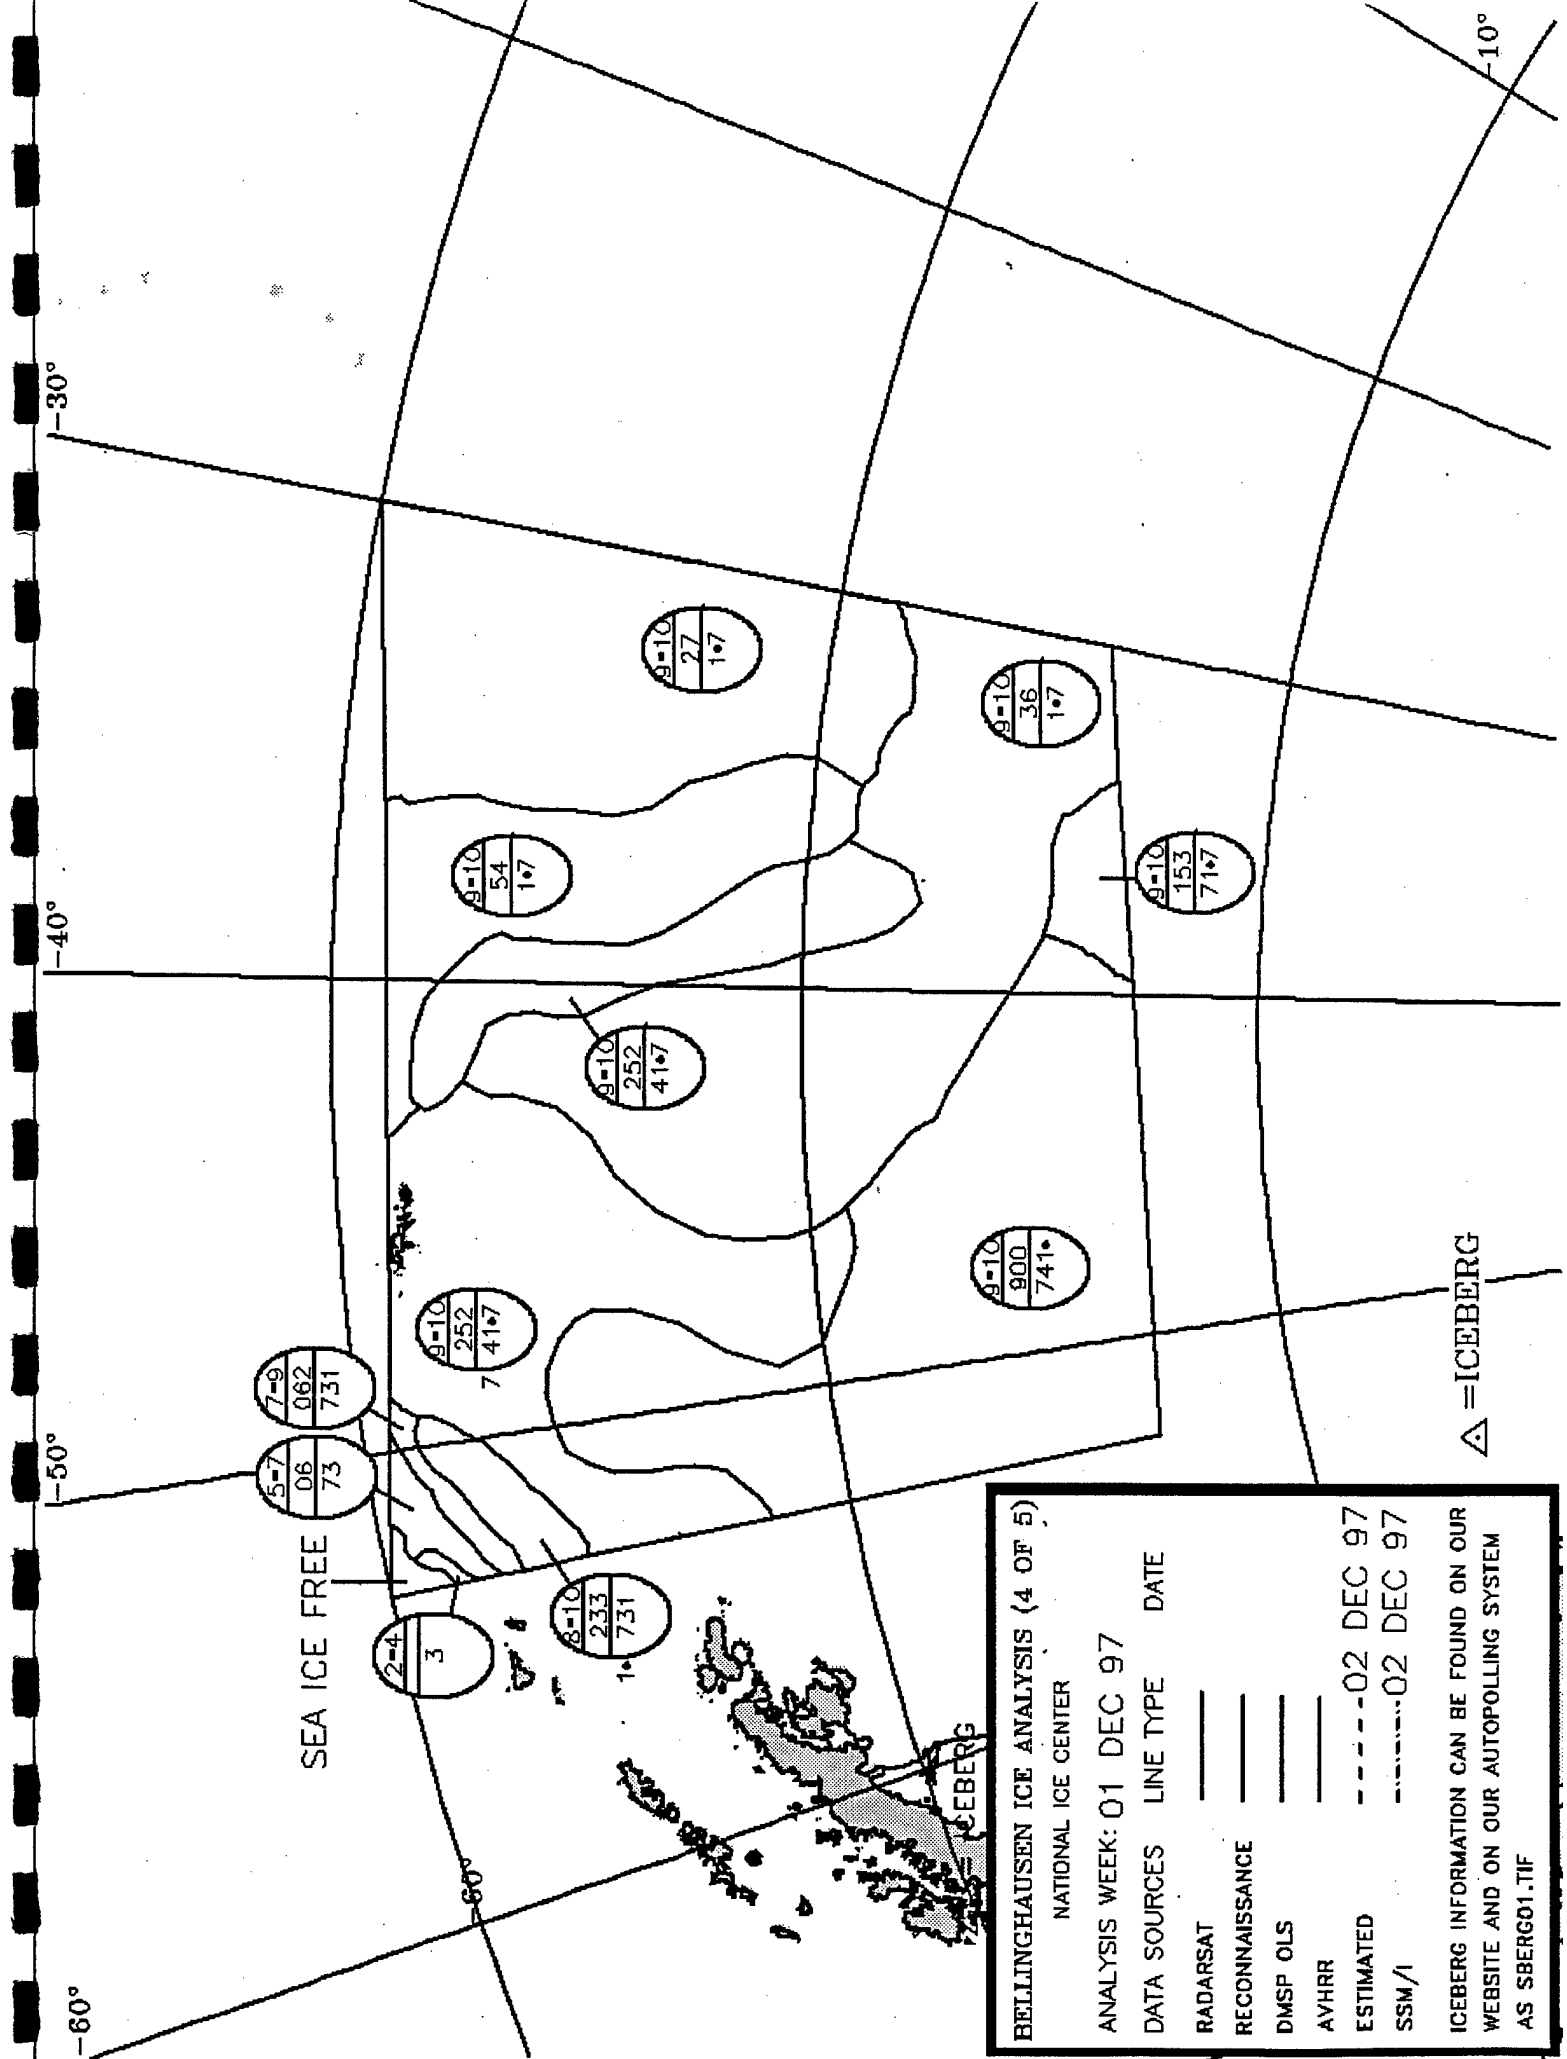 -60°
-50°
-40°
-30°
-10°
-60°
SEA ICE FREE
2=4
3
5=7
06
73
7=9
062
731
8=10
233
731
1•
9=10
252
41•7
7
9=10
252
41•7
9=10
54
1•7
9=10
27
1•7
9=10
36
1•7
9=10
153
71•7
9=10
900
741•
=ICEBERG
=ICEBERG
BELLINGHAUSEN ICE ANALYSIS (4 OF 5)
NATIONAL ICE CENTER
ANALYSIS WEEK: 01 DEC 97
DATA SOURCES LINE TYPE DATE
RADARSAT
RECONNAISSANCE
DMSP OLS
AVHRR
ESTIMATED 02 DEC 97
SSM/I 02 DEC 97
ICEBERG INFORMATION CAN BE FOUND ON OUR
WEBSITE AND ON OUR AUTOPOLLING SYSTEM
AS SBERG01.TIF